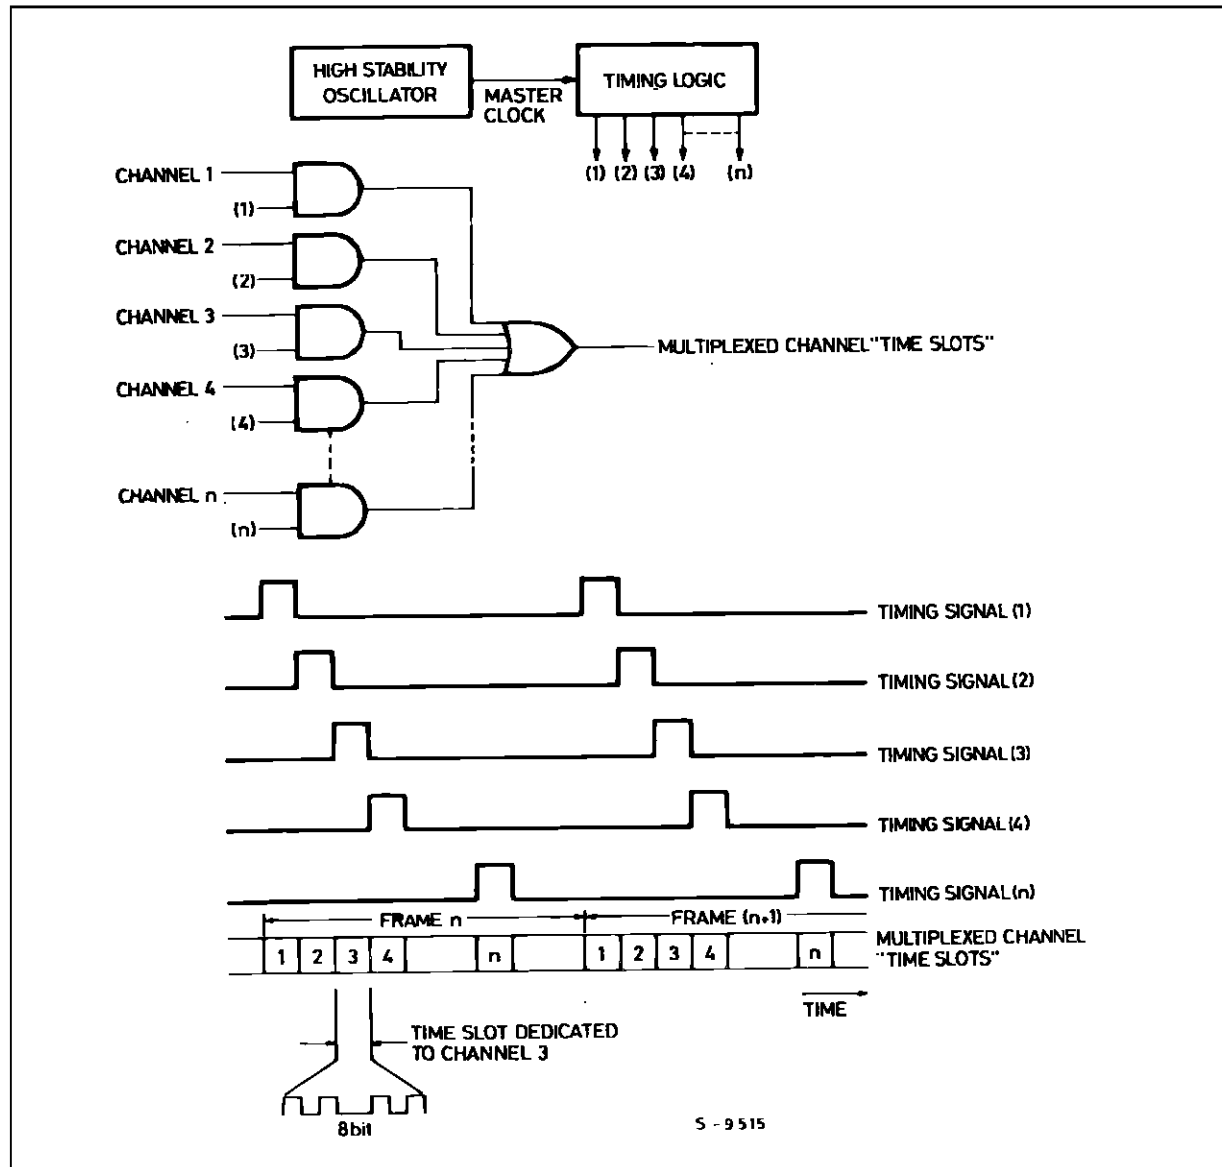 HIGH STABILITY
OSCILLATOR
MASTER
CLOCK
TIMING LOGIC
(1) (2) (3) (4) (n)
CHANNEL 1
(1)
CHANNEL 2
(2)
CHANNEL 3
(3)
CHANNEL 4
(4)
CHANNEL n
(n)
MULTIPLEXED CHANNEL "TIME SLOTS"
TIMING SIGNAL (1)
TIMING SIGNAL (2)
TIMING SIGNAL (3)
TIMING SIGNAL (4)
TIMING SIGNAL (n)
FRAME n FRAME (n+1)
1 2 3 4 n 1 2 3 4 n
MULTIPLEXED CHANNEL
"TIME SLOTS"
TIME
TIME SLOT DEDICATED
TO CHANNEL 3
8bit
S - 9515